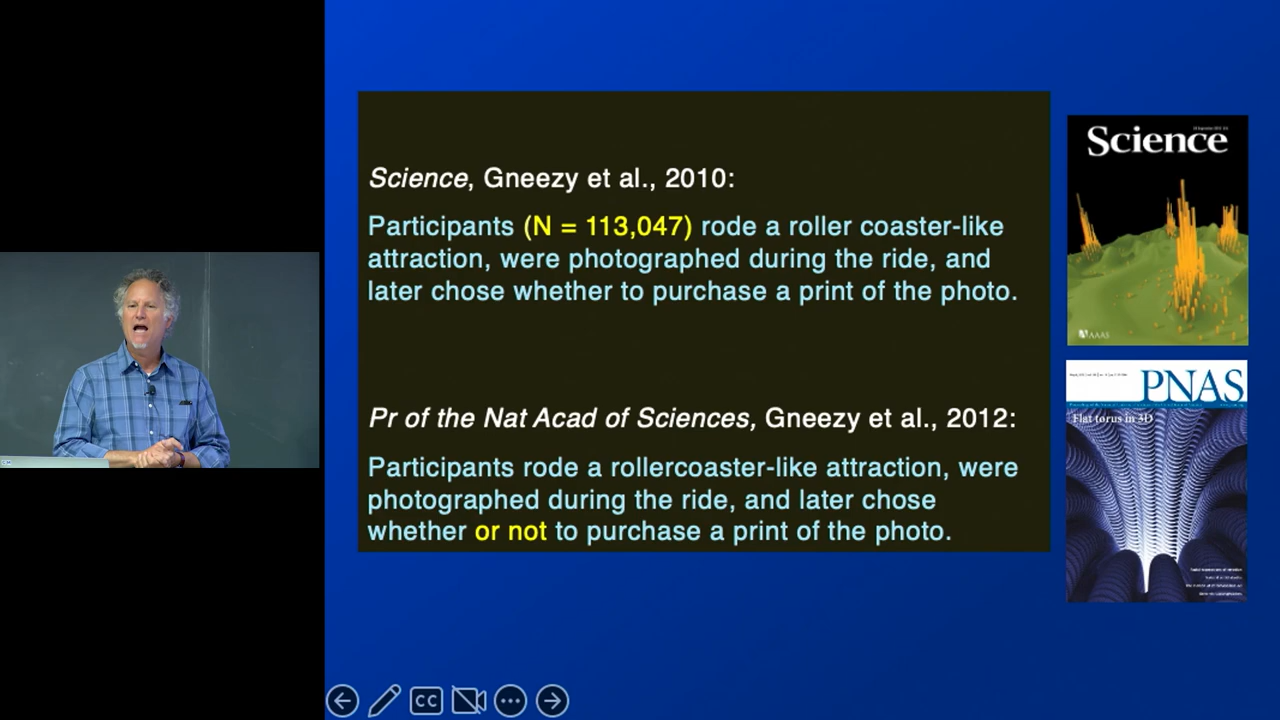 Science, Gneezy et al., 2010:
Participants (N = 113,047) rode a roller coaster-like
attraction, were photographed during the ride, and
later chose whether to purchase a print of the photo.
Pr of the Nat Acad of Sciences, Gneezy et al., 2012:
Participants rode a rollercoaster-like attraction, were
photographed during the ride, and later chose
whether or not to purchase a print of the photo.
Science
AAAS
PNAS
Flat torus in 3D
CC